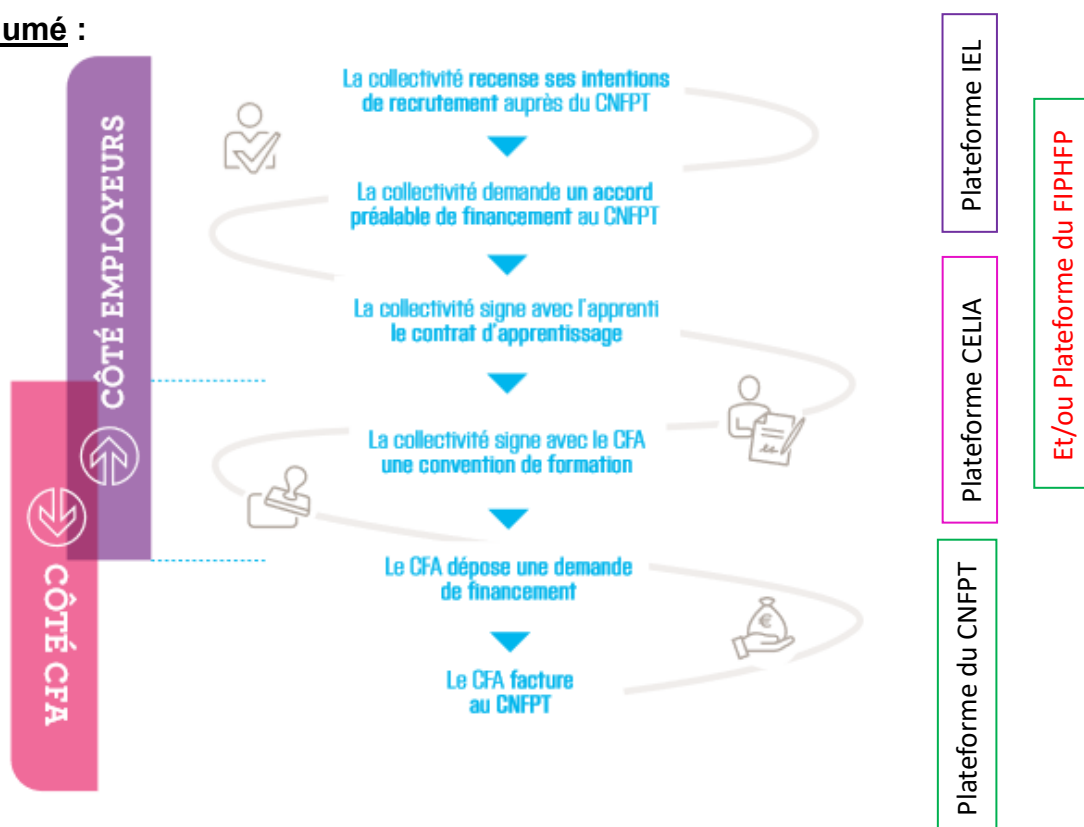 umé :
La collectivité recense ses intentions
de recrutement auprès du CNFPT
La collectivité demande un accord
préalable de financement au CNFPT
La collectivité signe avec l'apprenti
le contrat d'apprentissage
La collectivité signe avec le CFA
une convention de formation
Le CFA dépose une demande
de financement
Le CFA facture
au CNFPT
CÔTÉ EMPLOYEURS
CÔTÉ CFA
€
Plateforme IEL
Plateforme CELIA
Plateforme du CNFPT
Et/ou Plateforme du FIPHFP